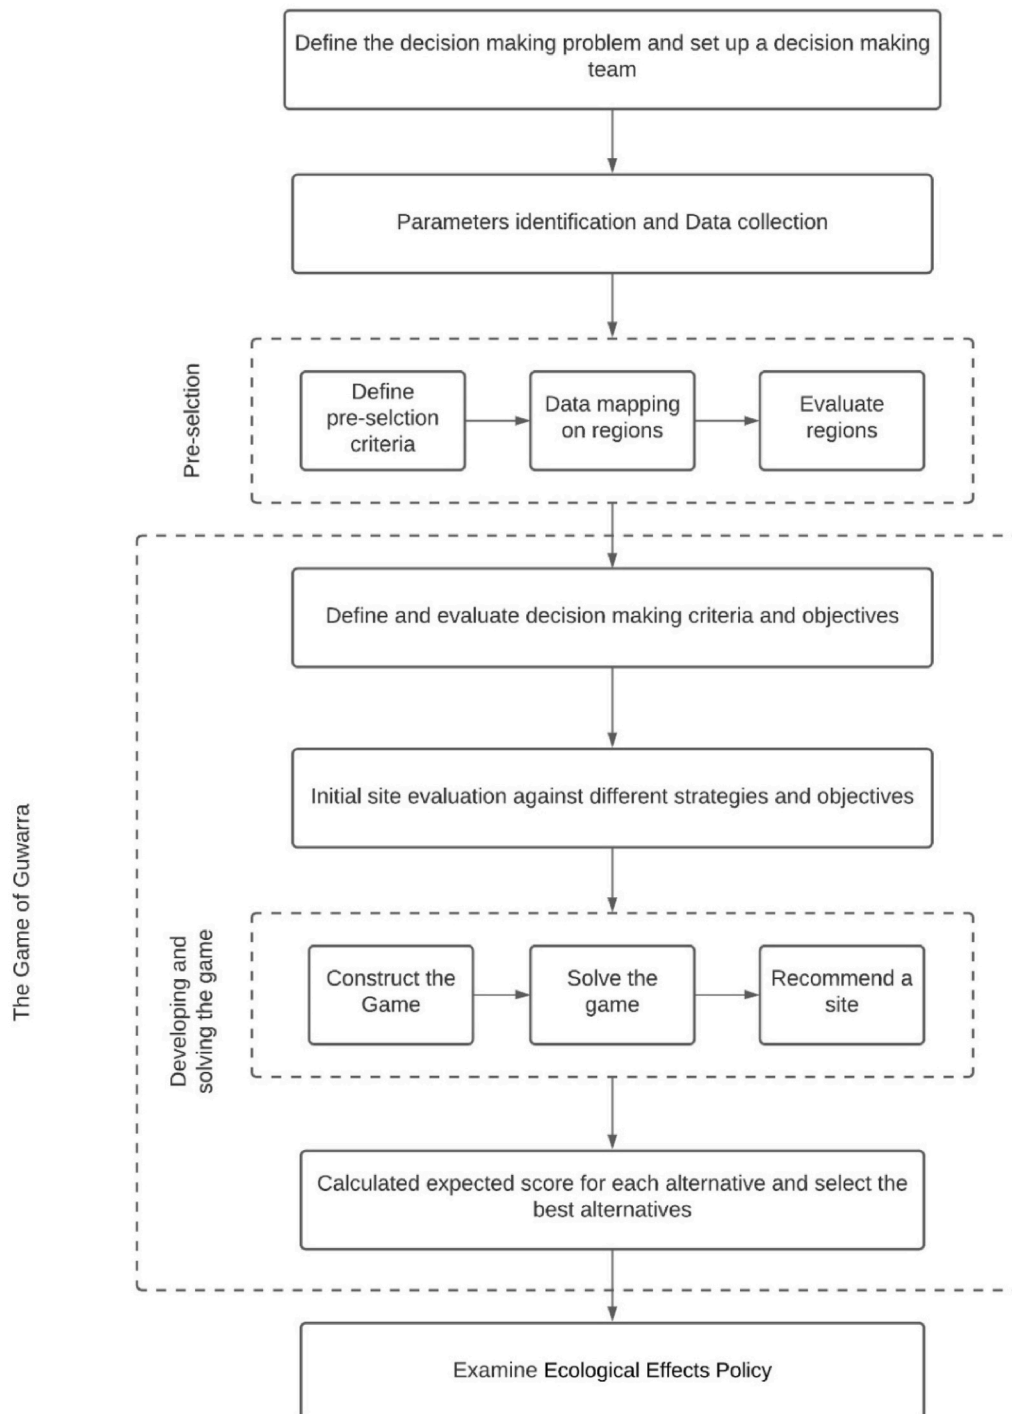 Define the decision making problem and set up a decision making
team
Parameters identification and Data collection
Pre-selction
Define
pre-selction
criteria
Data mapping
on regions
Evaluate
regions
The Game of Guwarra
Define and evaluate decision making criteria and objectives
Initial site evaluation against different strategies and objectives
Developing and
solving the game
Construct the
Game
Solve the
game
Recommend a
site
Calculated expected score for each alternative and select the
best alternatives
Examine Ecological Effects Policy